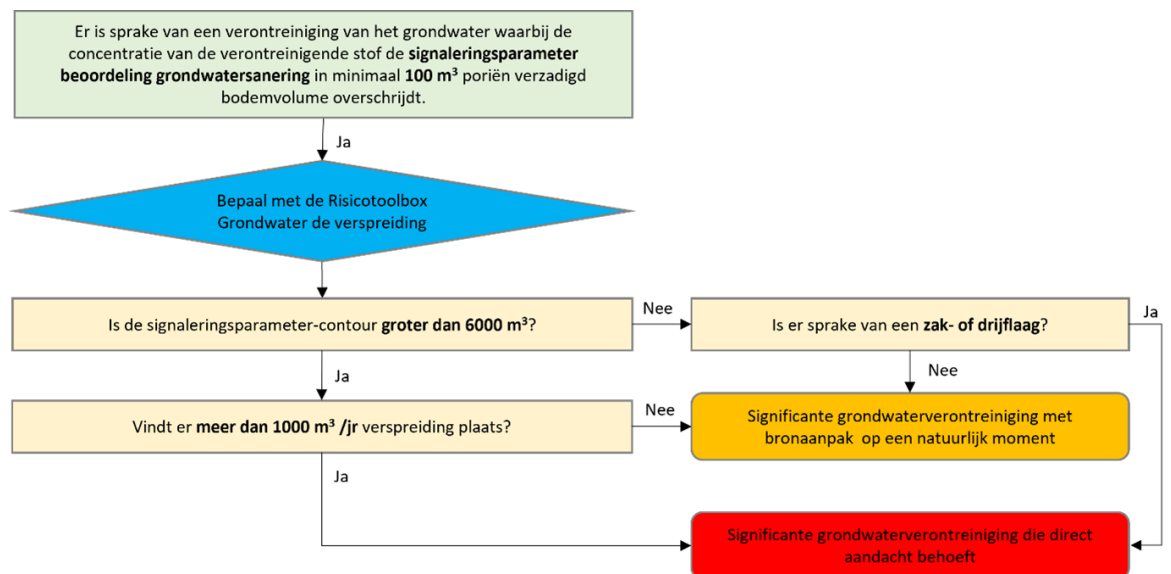 Er is sprake van een verontreiniging van het grondwater waarbij de
concentratie van de verontreinigende stof de signaleringsparameter
beoordeling grondwatersanering in minimaal 100 m³ poriën verzadigd
bodemvolume overschrijdt.
Ja
Bepaal met de Risicotoolbox
Grondwater de verspreiding
Is de signaleringsparameter-contour groter dan 6000 m³?
Nee
Is er sprake van een zak- of drijflaag?
Ja
Ja
Nee
Vindt er meer dan 1000 m³ /jr verspreiding plaats?
Nee
Significante grondwaterverontreiniging met
bronaanpak op een natuurlijk moment
Ja
Significante grondwaterverontreiniging die direct
aandacht behoeft